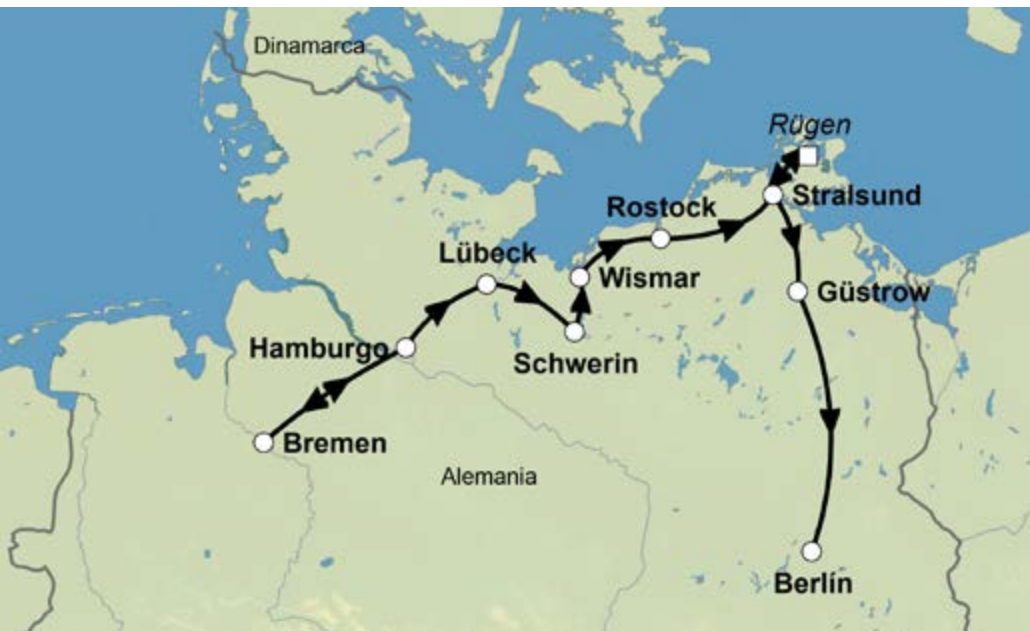 Dinamarca
Rügen
Stralsund
Rostock
Lübeck
Wismar
Güstrow
Hamburgo
Schwerin
Bremen
Alemania
Berlín